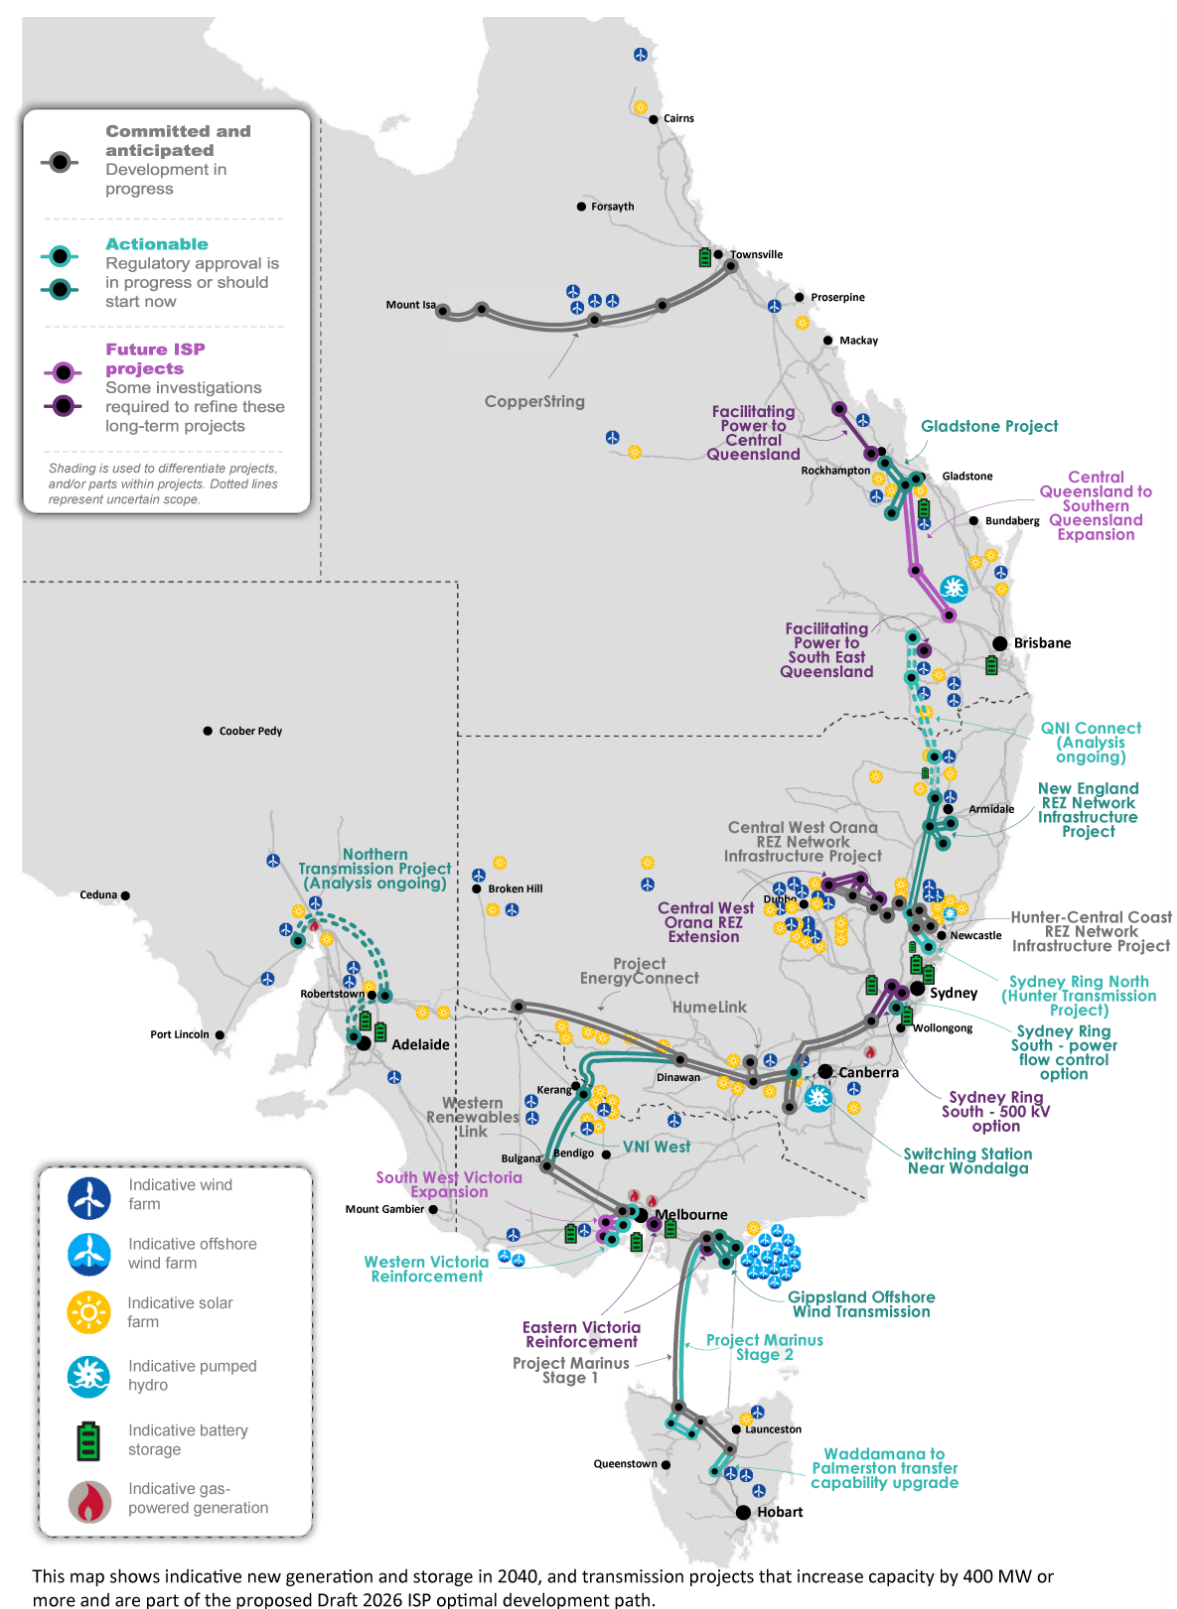 Committed and
anticipated
Development in
progress
Actionable
Regulatory approval is
in progress or should
start now
Future ISP
projects
Some investigations
required to refine these
long-term projects
Shading is used to differentiate projects,
and/or parts within projects. Dotted lines
represent uncertain scope.
Cairns
Forsayth
Townsville
Mount Isa
Proserpine
Mackay
CopperString
Facilitating
Power to
Central
Queensland
Gladstone Project
Rockhampton
Gladstone
Central
Queensland to
Southern
Queensland
Expansion
Bundaberg
Facilitating
Power to
South East
Queensland
Brisbane
Coober Pedy
QNI Connect
(Analysis
ongoing)
New England
REZ Network
Infrastructure
Project
Armidale
Central West Orana
REZ Network
Infrastructure Project
Northern
Transmission Project
(Analysis ongoing)
Ceduna
Broken Hill
Dubbo
Central West
Orana REZ
Extension
Hunter-Central Coast
REZ Network
Infrastructure Project
Newcastle
Project
EnergyConnect
HumeLink
Sydney
Sydney Ring North
(Hunter Transmission
Project)
Robertstown
Port Lincoln
Adelaide
Wollongong
Sydney Ring
South - power
flow control
option
Dinawan
Canberra
Kerang
Western
Renewables
Link
Sydney Ring
South - 500 kV
option
VNI West
Bulgana
Bendigo
Switching Station
Near Wondalga
South West Victoria
Expansion
Mount Gambier
Melbourne
Western Victoria
Reinforcement
Gippsland Offshore
Wind Transmission
Eastern Victoria
Reinforcement
Project Marinus
Stage 2
Project Marinus
Stage 1
Launceston
Queenstown
Waddamana to
Palmerston transfer
capability upgrade
Hobart
Indicative wind
farm
Indicative offshore
wind farm
Indicative solar
farm
Indicative pumped
hydro
Indicative battery
storage
Indicative gas-
powered generation
This map shows indicative new generation and storage in 2040, and transmission projects that increase capacity by 400 MW or
more and are part of the proposed Draft 2026 ISP optimal development path.